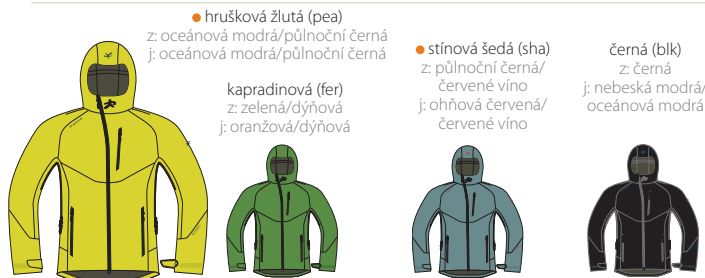 hrušková žlutá (pea)
z: oceánová modrá/půlnoční černá
j: oceánová modrá/půlnoční černá
kapradinová (fer)
z: zelená/dýňová
j: oranžová/dýňová
stínová šedá (sha)
z: půlnoční černá/
červené víno
j: ohňová červená/
červené víno
černá (blk)
z: černá
j: nebeská modrá/
oceánová modrá